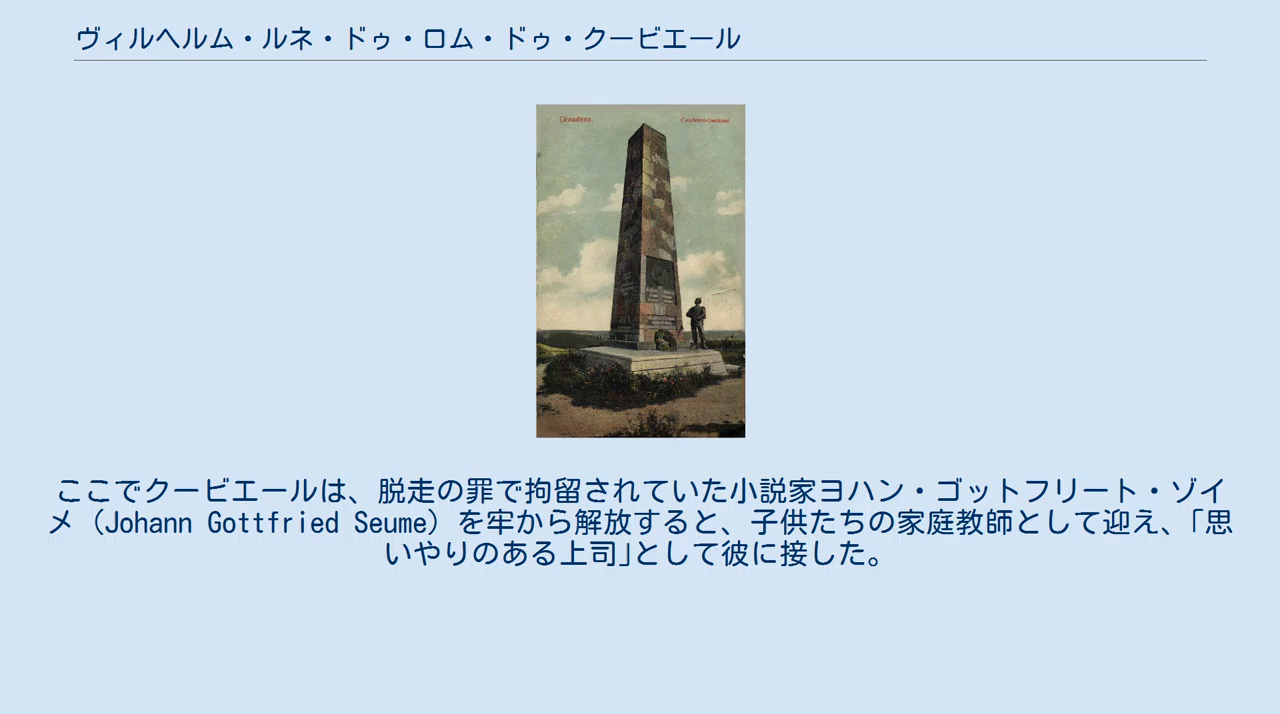 ヴィルヘルム・ルネ・ドゥ・ロム・ドゥ・クービエール
Graudenz.
Courbière-Denkmal
ここでクービエールは、脱走の罪で拘留されていた小説家ヨハン・ゴットフリート・ゾイ
メ（Johann Gottfried Seume）を牢から解放すると、子供たちの家庭教師として迎え、｢思
いやりのある上司｣として彼に接した。